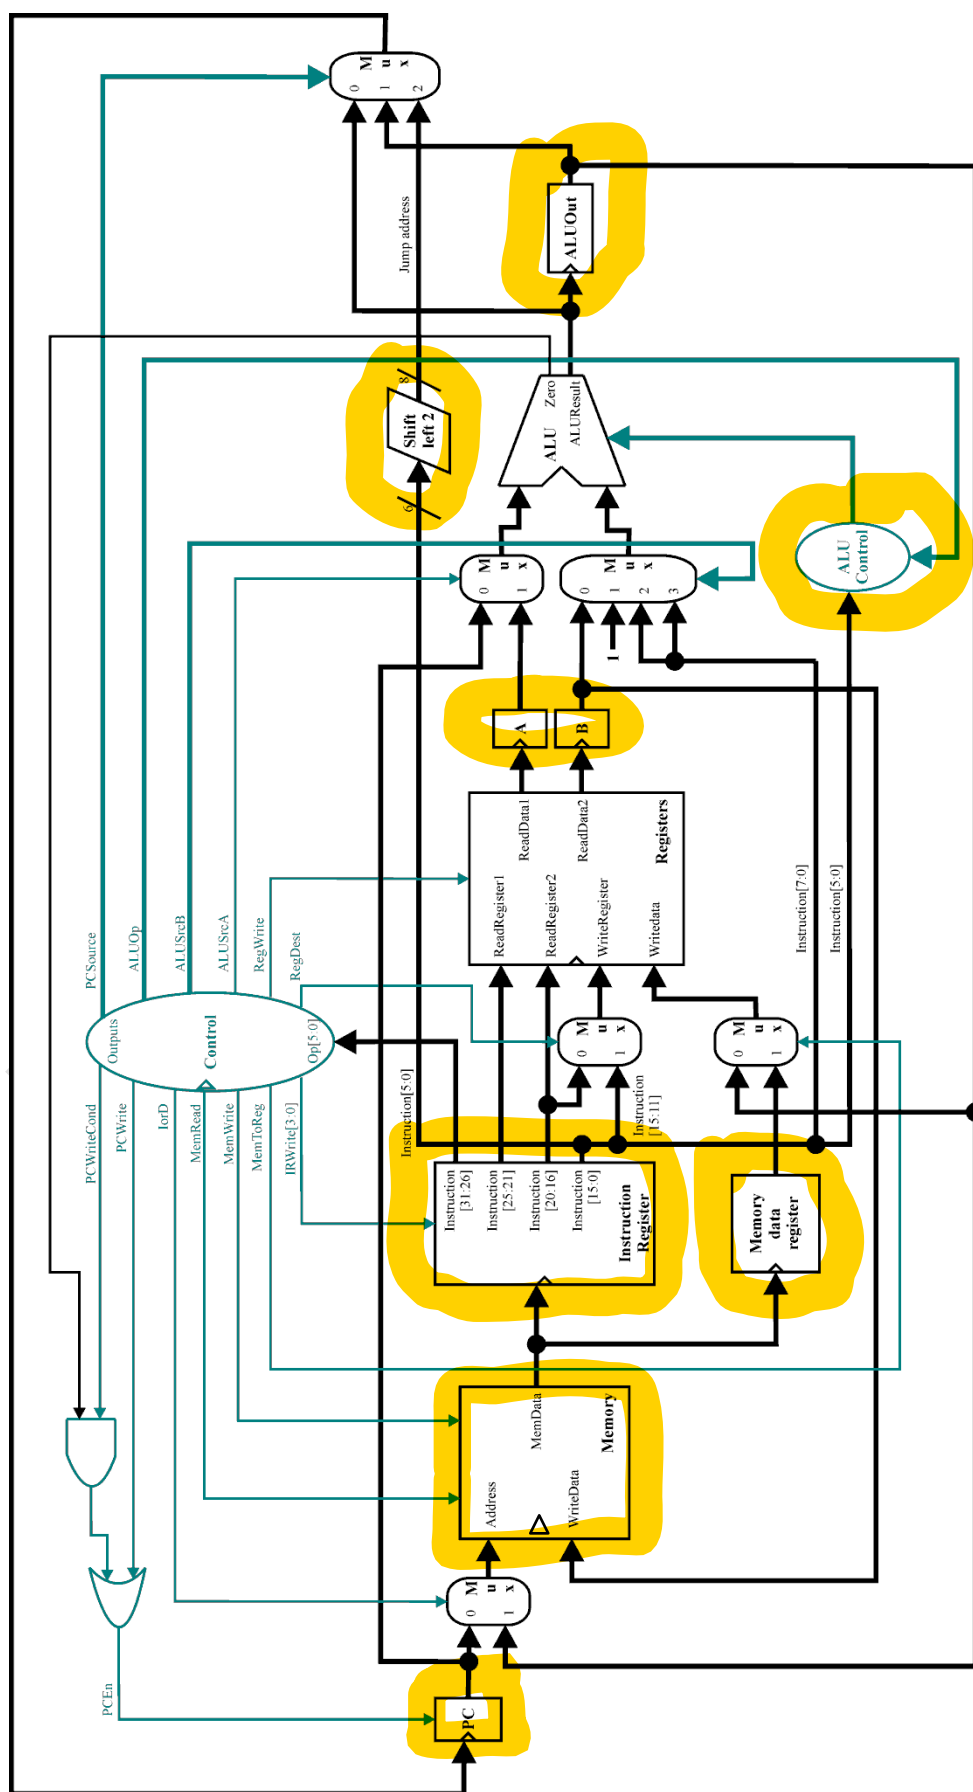 PCEn
PCWriteCond
PCWrite
IorD
MemRead
MemWrite
MemToReg
IRWrite[3:0]
Outputs
Control
Op[5:0]
PCSource
ALUOp
ALUSrcB
ALUSrcA
RegWrite
RegDest
PC
0
1
M
u
x
Address
WriteData
MemData
Memory
Instruction
[31:26]
Instruction
[25:21]
Instruction
[20:16]
Instruction
[15:0]
Instruction
Register
Memory
data
register
Instruction[5:0]
Instruction
[15:11]
0
1
M
u
x
0
1
M
u
x
ReadRegister1
ReadRegister2
WriteRegister
Writedata
ReadData1
ReadData2
Registers
Instruction[7:0]
Instruction[5:0]
A
B
1
0
1
M
u
x
0
1
2
3
M
u
x
6
Shift
left 2
8
Jump address
ALU
Zero
ALUResult
ALU
Control
ALUOut
0
1
2
M
u
x